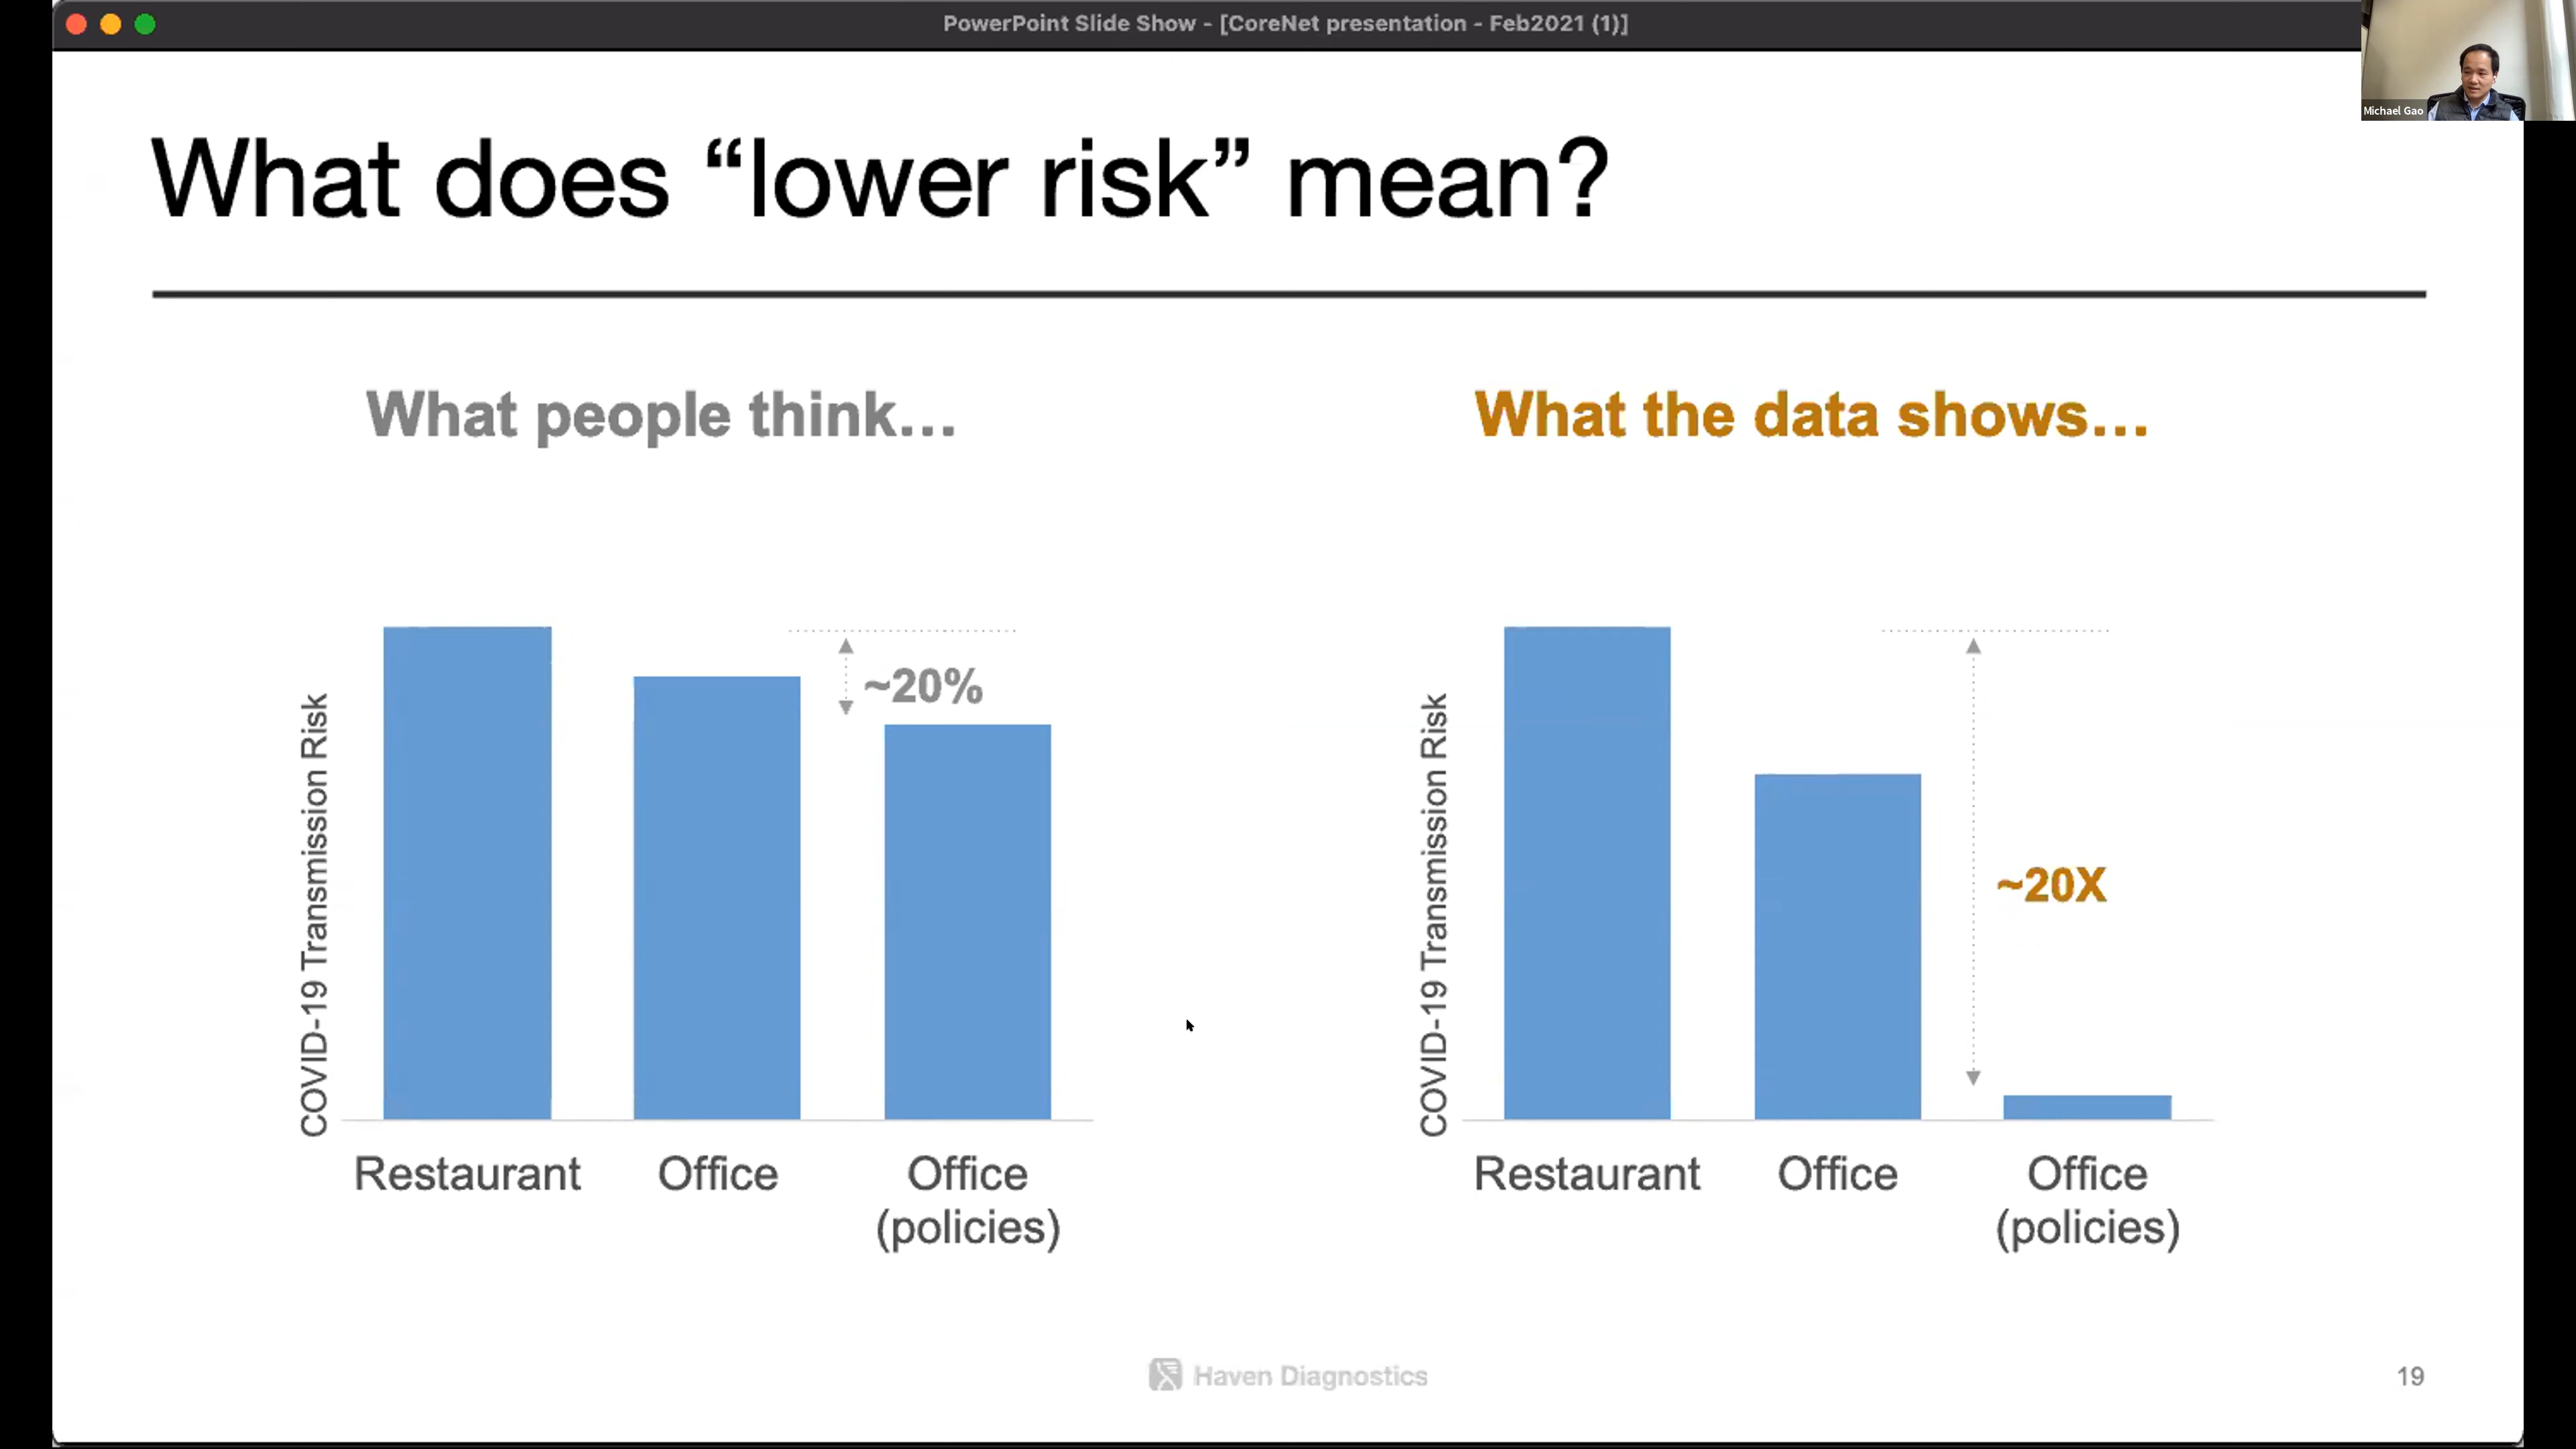 PowerPoint Slide Show - [CoreNet presentation - Feb2021 (1)]
Michael Gao
What does “lower risk” mean?
What people think…
COVID-19 Transmission Risk
~20%
Restaurant
Office
Office
(policies)
What the data shows…
COVID-19 Transmission Risk
~20X
Restaurant
Office
Office
(policies)
Haven Diagnostics
19